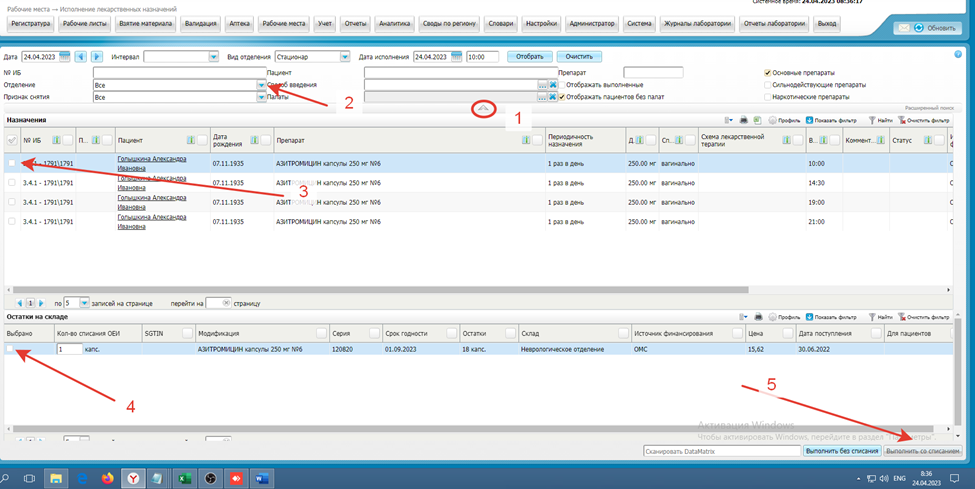 Рабочие места → Исполнение лекарственных назначений
Системное время: 24.04.2023 08:36:17
Регистратура Рабочие листы Взятие материала Валидация Аптека Рабочие места Учет Отчеты Аналитика Своды по региону Словари Настройки Администратор Система Журналы лаборатории Отчеты лаборатории Выход
Обновить
Дата 24.04.2023 Интервал Вид отделения Стационар Дата исполнения 24.04.2023 10:00 Отобрать Очистить
№ ИБ Пациент Препарат Основные препараты
Отделение Все Способ введения Отображать выполненные Сильнодействующие препараты
Признак снятия Все Палаты Отображать пациентов без палат Наркотические препараты
2
1
Расширенный поиск
Назначения Профиль Показать фильтр Найти Очистить фильтр
№ ИБ П... Пациент Дата рождения Препарат Периодичность назначения Д... Сп... Схема лекарственной терапии В... Коммент... Статус
3.4.1 - 1791\1791 Голышкина Александра Ивановна 07.11.1935 АЗИТРОМИЦИН капсулы 250 мг №6 1 раз в день 250.00 мг вагинально 10:00
3.4.1 - 1791\1791 Голышкина Александра Ивановна 07.11.1935 АЗИТРОМИЦИН капсулы 250 мг №6 1 раз в день 250.00 мг вагинально 14:30
3
3.4.1 - 1791\1791 Голышкина Александра Ивановна 07.11.1935 АЗИТРОМИЦИН капсулы 250 мг №6 1 раз в день 250.00 мг вагинально 19:00
3.4.1 - 1791\1791 Голышкина Александра Ивановна 07.11.1935 АЗИТРОМИЦИН капсулы 250 мг №6 1 раз в день 250.00 мг вагинально 21:00
1 по 5 записей на странице перейти на страницу
Остатки на складе Профиль Показать фильтр Найти Очистить фильтр
Выбрано Кол-во списания ОЕИ SGTIN Модификация Серия Срок годности Остатки Склад Источник финансирования Цена Дата поступления Для пациентов
1 капс. АЗИТРОМИЦИН капсулы 250 мг №6 120820 01.09.2023 18 капс. Неврологическое отделение ОМС 15,62 30.06.2022
5
4
Активация Windows
Чтобы активировать Windows, перейдите в раздел "Параметры".
Сканировать DataMatrix Выполнить без списания Выполнить со списанием
ENG 8:36
24.04.2023